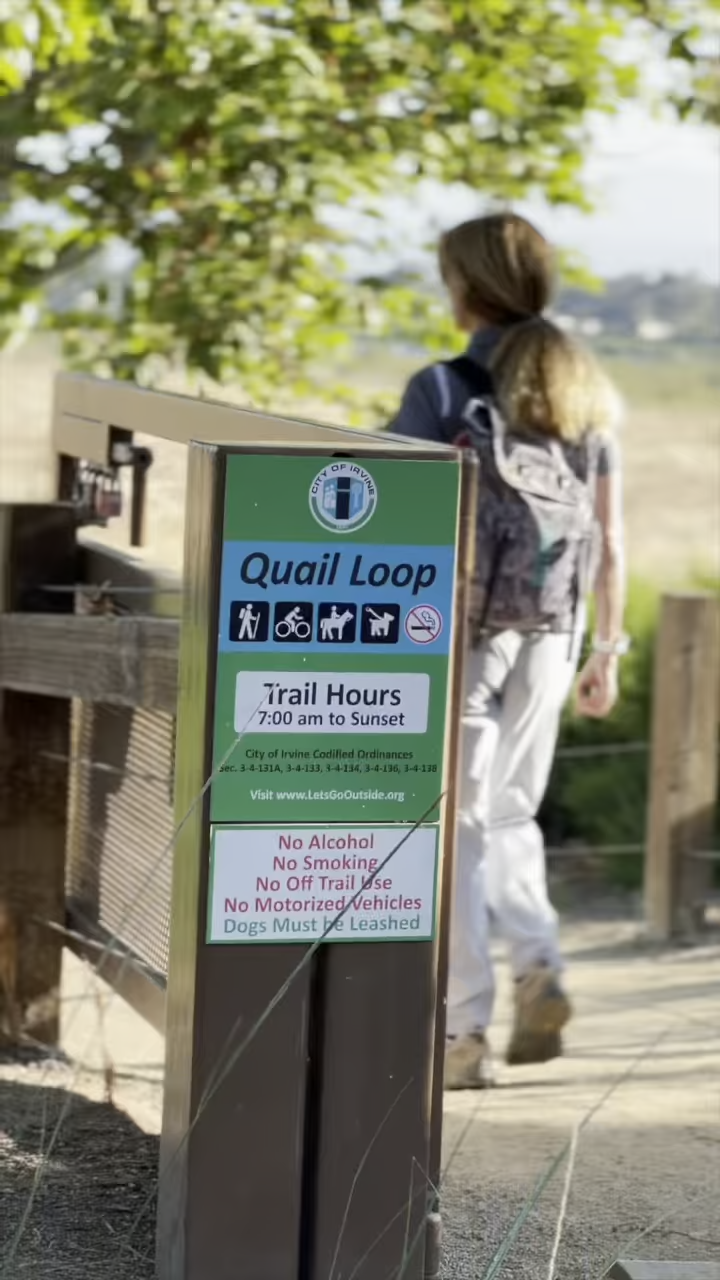 CITY OF IRVINE
Quail Loop
Trail Hours
7:00 am to Sunset
City of Irvine Codified Ordinances
Sec. 3-4-131A, 3-4-133, 3-4-134, 3-4-136, 3-4-138
Visit www.LetsGoOutside.org
No Alcohol
No Smoking
No Off Trail Use
No Motorized Vehicles
Dogs Must be Leashed